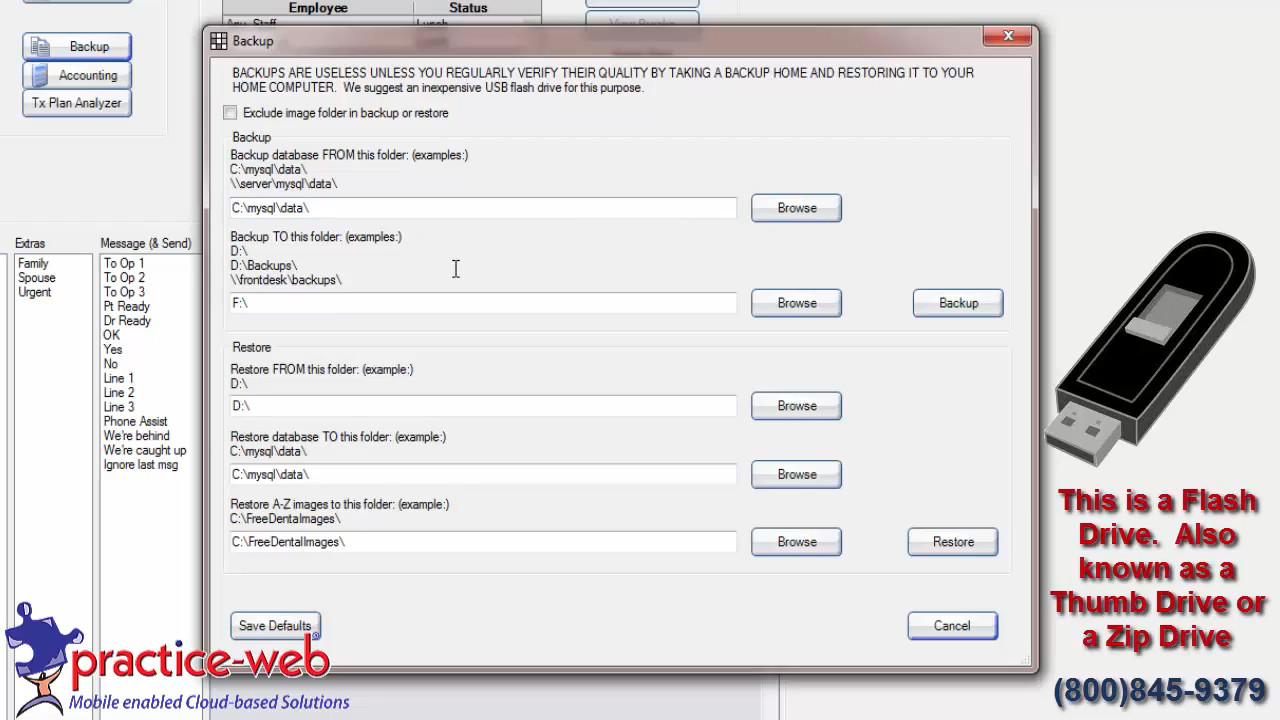 Employee
Status
Any, Staff
Lunch
View Breaks
Backup
Accounting
Tx Plan Analyzer
Extras
Family
Spouse
Urgent
Message (& Send)
To Op 1
To Op 2
To Op 3
Pt Ready
Dr Ready
OK
Yes
No
Line 1
Line 2
Line 3
Phone Assist
We're behind
We're caught up
Ignore last msg
Backup
BACKUPS ARE USELESS UNLESS YOU REGULARLY VERIFY THEIR QUALITY BY TAKING A BACKUP HOME AND RESTORING IT TO YOUR
HOME COMPUTER. We suggest an inexpensive USB flash drive for this purpose.
Exclude image folder in backup or restore
Backup
Backup database FROM this folder: (examples:)
C:\mysql\data\
\\server\mysql\data\
C:\mysql\data\
Browse
Backup TO this folder: (examples:)
D:\
D:\Backups\
\\frontdesk\backups\
F:\
Browse
Backup
Restore
Restore FROM this folder: (example:)
D:\
D:\
Browse
Restore database TO this folder: (example:)
C:\mysql\data\
C:\mysql\data\
Browse
Restore A-Z images to this folder: (example:)
C:\FreeDentalImages\
C:\FreeDentalImages\
Browse
Restore
Save Defaults
Cancel
This is a Flash
Drive. Also
known as a
Thumb Drive or
a Zip Drive
(800)845-9379
practice-web
Mobile enabled Cloud-based Solutions